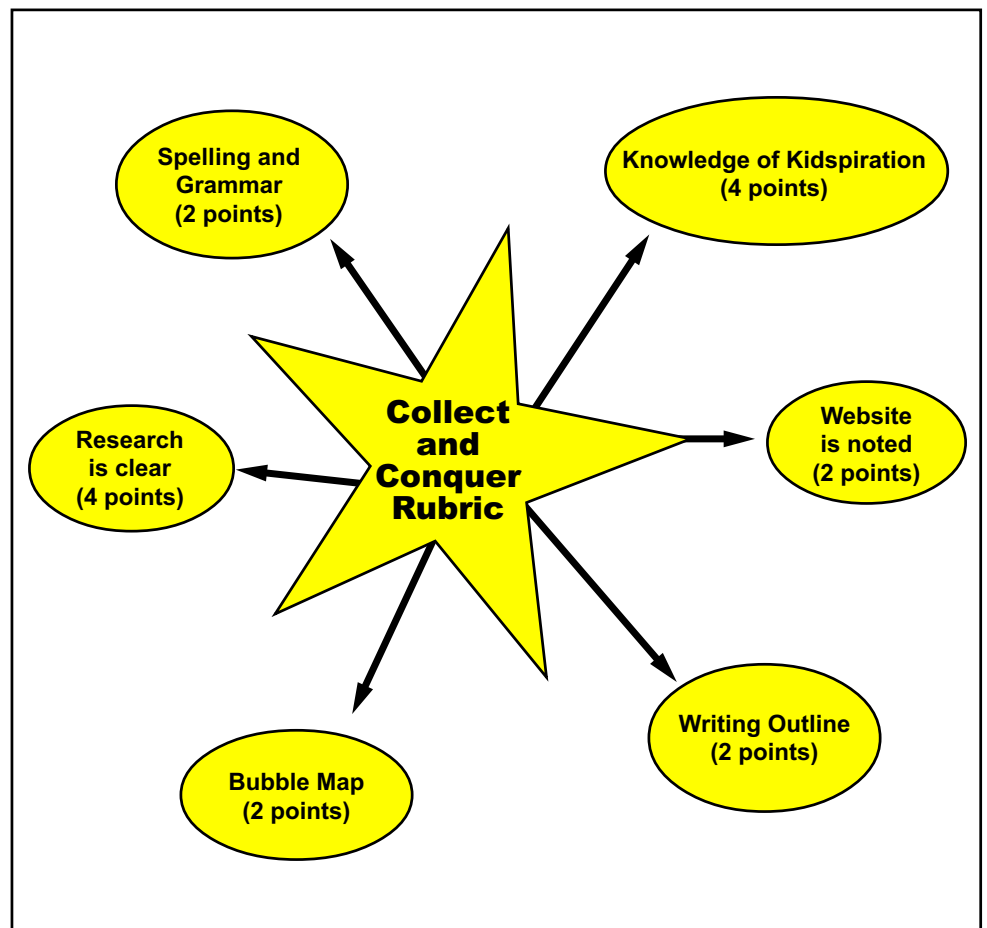 Spelling and
Grammar
(2 points)
Knowledge of Kidspiration
(4 points)
Collect
and
Conquer
Rubric
Website
is noted
(2 points)
Research
is clear
(4 points)
Writing Outline
(2 points)
Bubble Map
(2 points)